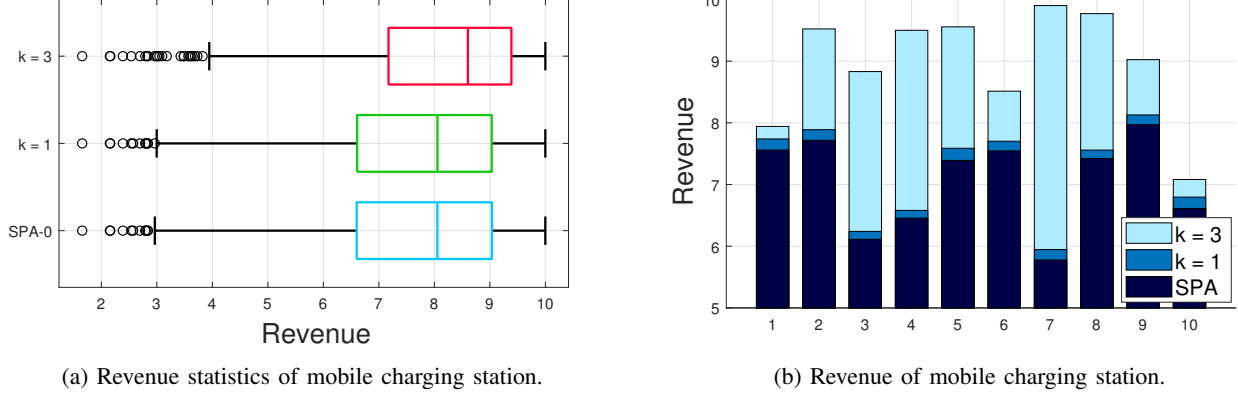 k = 3
k = 1
SPA-0
2 3 4 5 6 7 8 9 10
Revenue
(a) Revenue statistics of mobile charging station.
10
9
8
7
6
5
Revenue
k = 3
k = 1
SPA
1 2 3 4 5 6 7 8 9 10
(b) Revenue of mobile charging station.